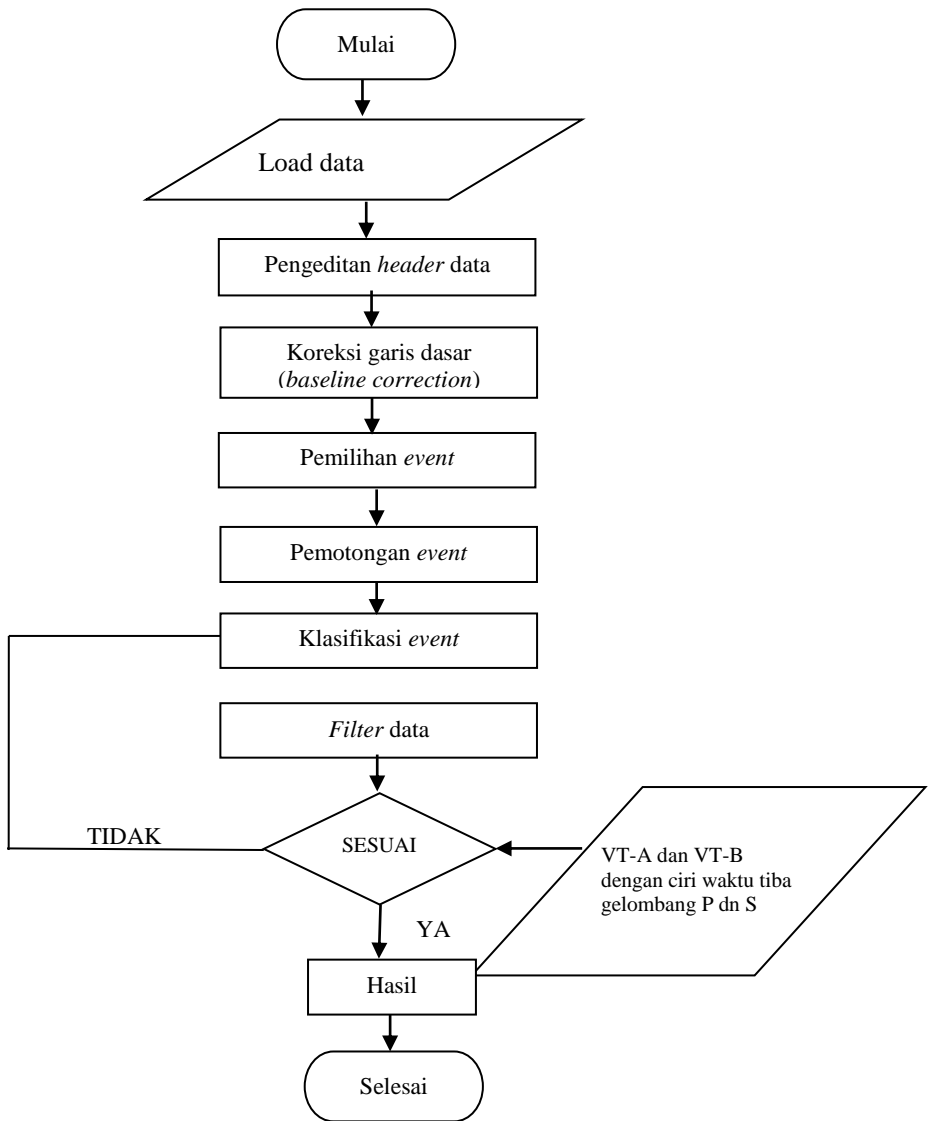 Mulai
Load data
Pengeditan header data
Koreksi garis dasar
(baseline correction)
Pemilihan event
Pemotongan event
Klasifikasi event
Filter data
TIDAK
SESUAI
VT-A dan VT-B
dengan ciri waktu tiba
gelombang P dn S
YA
Hasil
Selesai